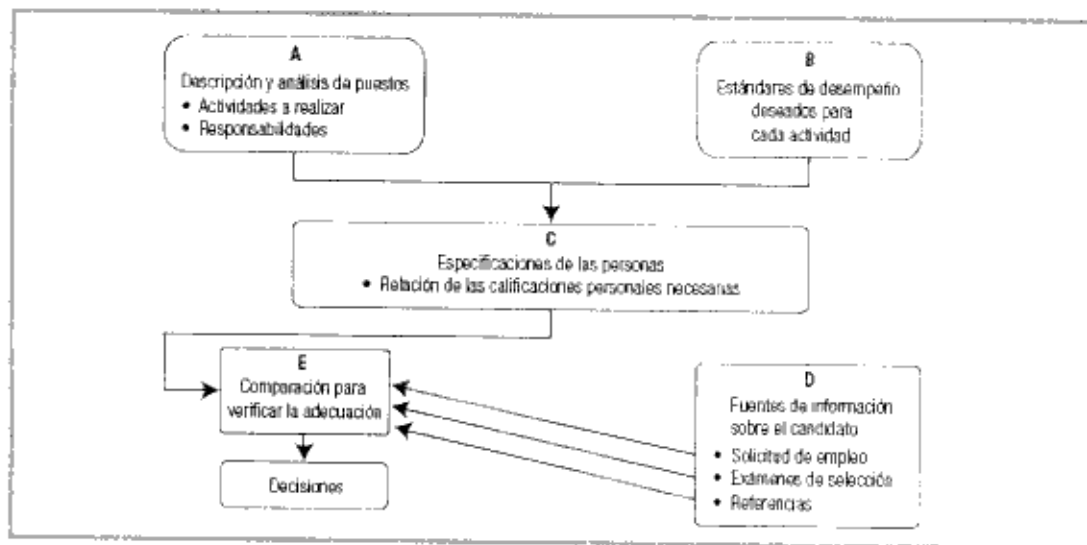 A
Descripción y análisis de puestos
• Actividades a realizar
• Responsabilidades
B
Estándares de desempeño
deseados para
cada actividad
C
Especificaciones de las personas
• Relación de las calificaciones personales necesarias
E
Comparación para
verificar la adecuación
Decisiones
D
Fuentes de información
sobre el candidato
• Solicitud de empleo
• Exámenes de selección
• Referencias